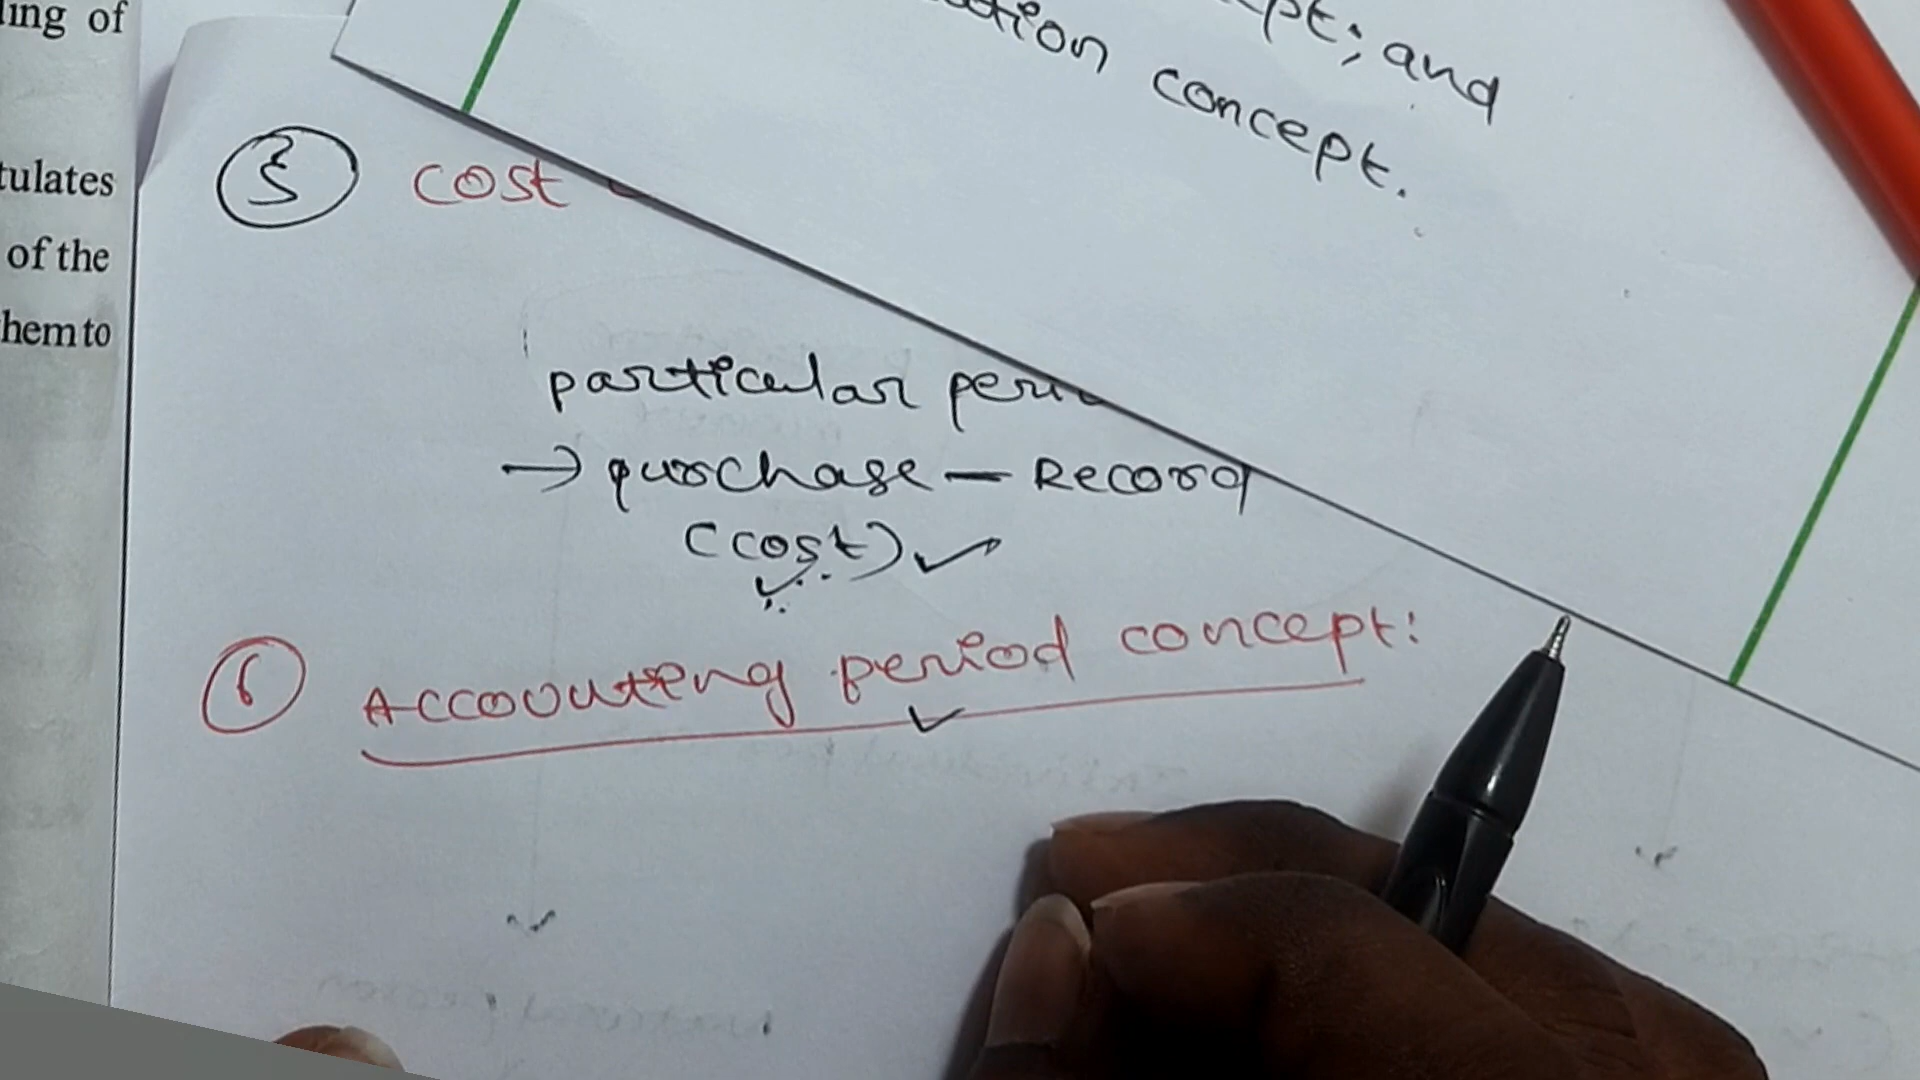 ling of
tulates
of the
hem to
pt; and
tion concept.
5 cost
particular peri
→ purchase — Record
(cost) ✓
6 Accounting period concept: